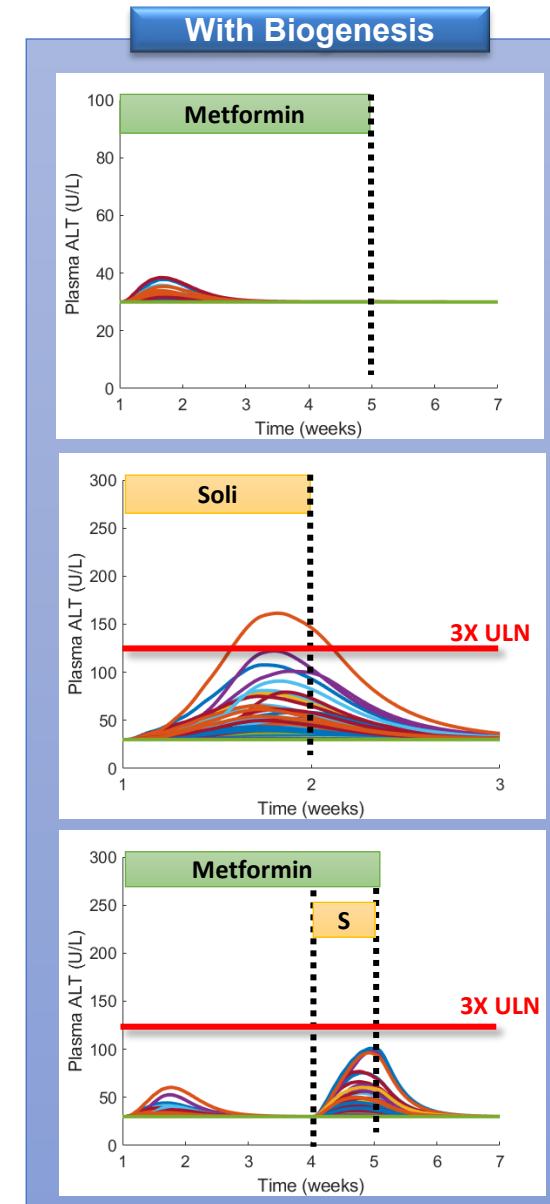 With Biogenesis
Metformin
100
80
60
40
20
0
Plasma ALT (U/L)
1 2 3 4 5 6 7
Time (weeks)
Soli
300
250
200
150
100
50
0
Plasma ALT (U/L)
3X ULN
1 2 3
Time (weeks)
Metformin
S
300
250
200
150
100
50
0
Plasma ALT (U/L)
3X ULN
1 2 3 4 5 6 7
Time (weeks)